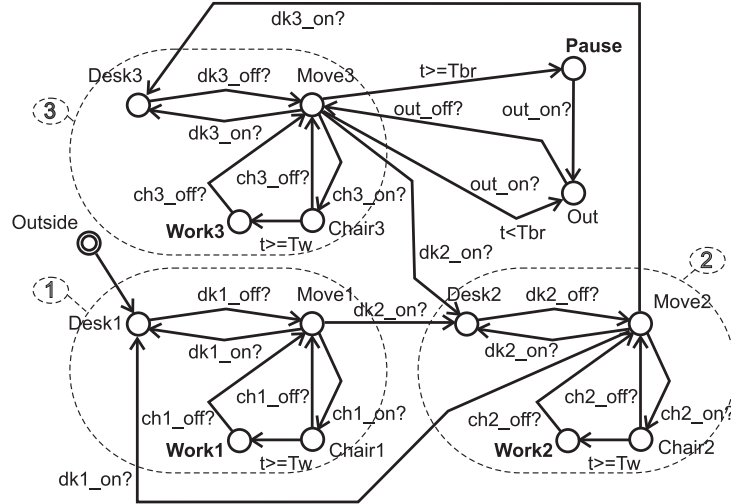 dk3_on?
Pause
Desk3
dk3_off?
Move3
t>=Tbr
3
dk3_on?
out_off?
out_on?
ch3_off?
ch3_off?
ch3_on?
out_on?
Outside
Work3
Chair3
Out
t>=Tw
t<Tbr
dk2_on?
1
2
dk1_off?
Move1
dk2_on?
Desk2
dk2_off?
Move2
Desk1
dk1_on?
dk2_on?
ch1_off?
ch1_off?
ch1_on?
ch2_off?
ch2_off?
ch2_on?
Work1
Chair1
Work2
Chair2
t>=Tw
t>=Tw
dk1_on?